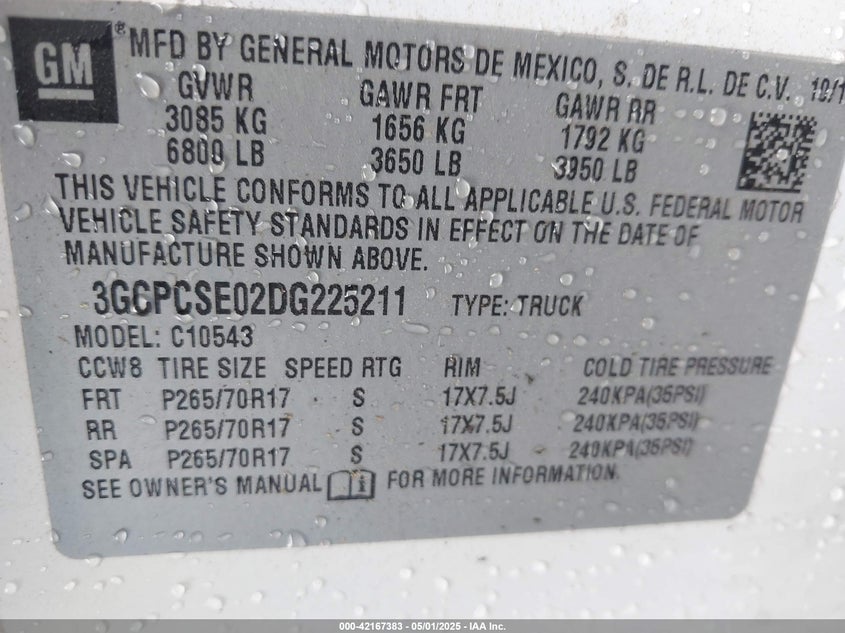 GM ® MFD BY GENERAL MOTORS DE MEXICO, S. DE R.L. DE C.V. 10/1
GVWR GAWR FRT GAWR RR
3085 KG 1656 KG 1792 KG
6800 LB 3650 LB 3950 LB
THIS VEHICLE CONFORMS TO ALL APPLICABLE U.S. FEDERAL MOTOR
VEHICLE SAFETY STANDARDS IN EFFECT ON THE DATE OF
MANUFACTURE SHOWN ABOVE.
3GCPCSE02DG225211 TYPE: TRUCK
MODEL: C10543
CCW8 TIRE SIZE SPEED RTG RIM COLD TIRE PRESSURE
FRT P265/70R17 S 17X7.5J 240KPA(35PSI)
RR P265/70R17 S 17X7.5J 240KPA(35PSI)
SPA P265/70R17 S 17X7.5J 240KPA(35PSI)
SEE OWNER'S MANUAL i FOR MORE INFORMATION.
000-42167383 - 05/01/2025 - IAA Inc.